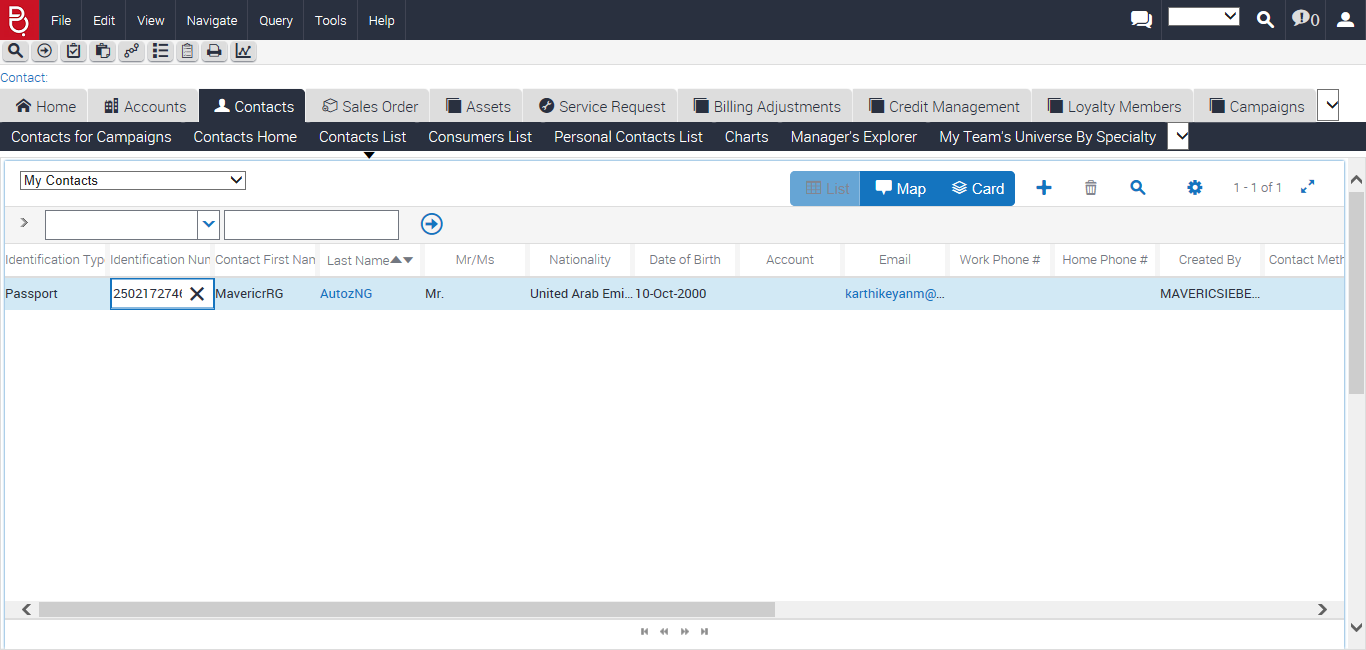 File Edit View Navigate Query Tools Help 0
Contact:
Home Accounts Contacts Sales Order Assets Service Request Billing Adjustments Credit Management Loyalty Members Campaigns
Contacts for Campaigns Contacts Home Contacts List Consumers List Personal Contacts List Charts Manager's Explorer My Team's Universe By Specialty
My Contacts List Map Card 1 - 1 of 1
Identification Typ Identification Nun Contact First Nan Last Name Mr/Ms Nationality Date of Birth Account Email Work Phone # Home Phone # Created By Contact Meth
Passport 250217274 MavericrRG AutozNG Mr. United Arab Emi... 10-Oct-2000 karthikeyanm@... MAVERICSIEBE...